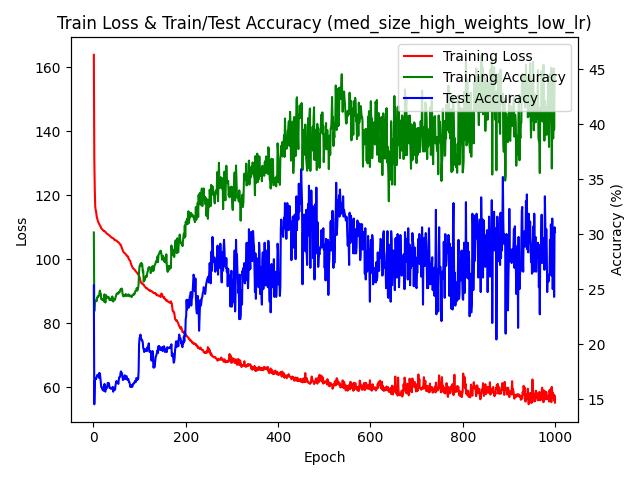 Train Loss & Train/Test Accuracy (med_size_high_weights_low_lr)
Training Loss
Training Accuracy
Test Accuracy
160
140
120
100
80
60
Loss
45
40
35
30
25
20
15
Accuracy (%)
0 200 400 600 800 1000
Epoch